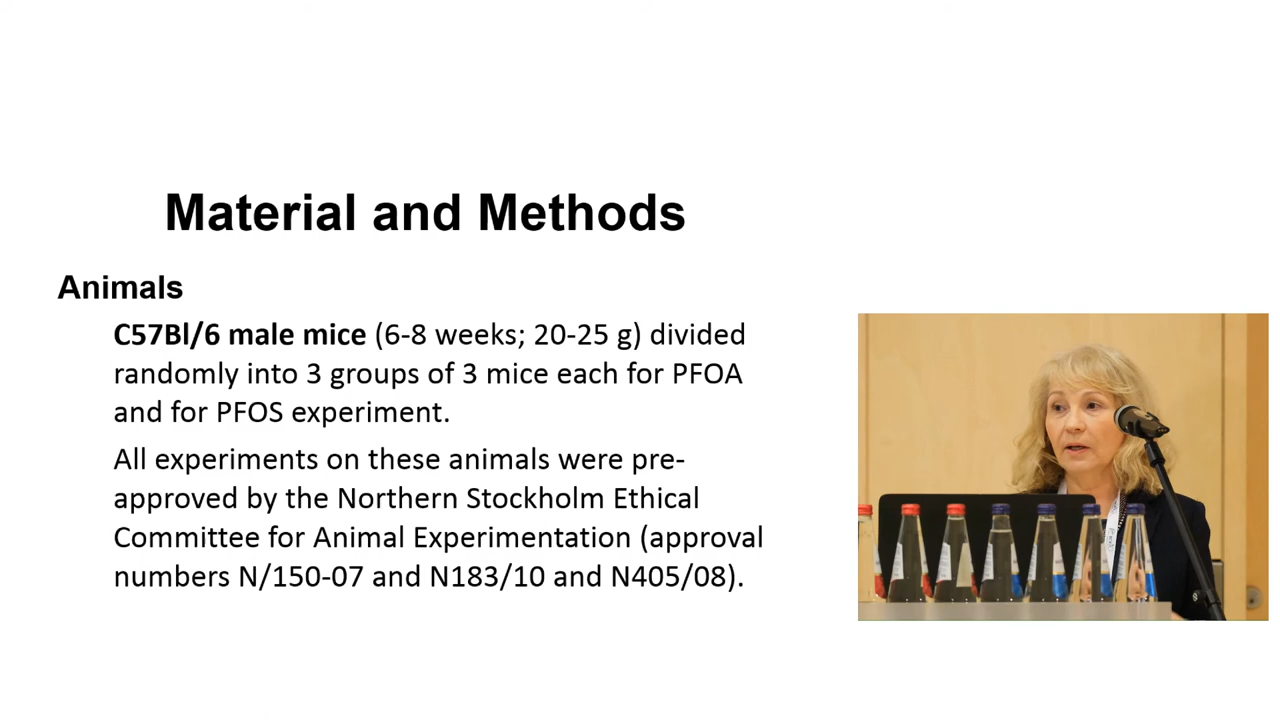 Material and Methods
Animals
C57Bl/6 male mice (6-8 weeks; 20-25 g) divided
randomly into 3 groups of 3 mice each for PFOA
and for PFOS experiment.
All experiments on these animals were pre-
approved by the Northern Stockholm Ethical
Committee for Animal Experimentation (approval
numbers N/150-07 and N183/10 and N405/08).